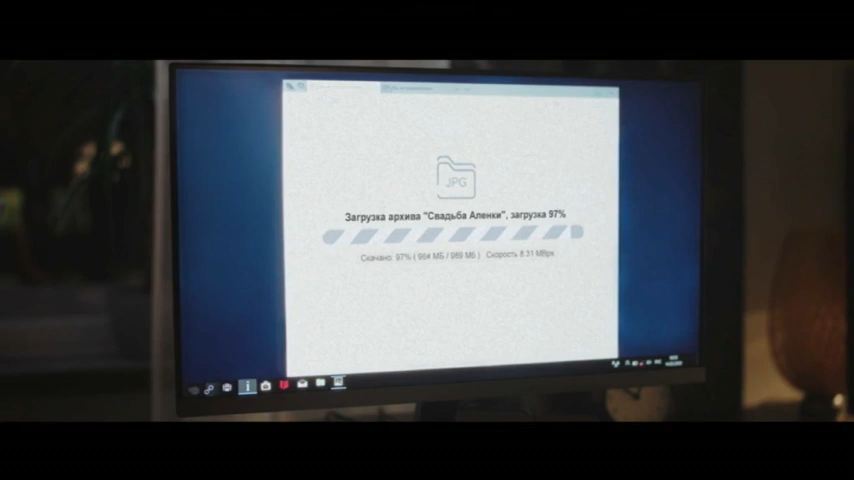 JPG
Загрузка архива "Свадьба Аленки", загрузка 97%
Скачано: 97% ( 964 МБ / 989 Мб ) Скорость 8.31 MBps